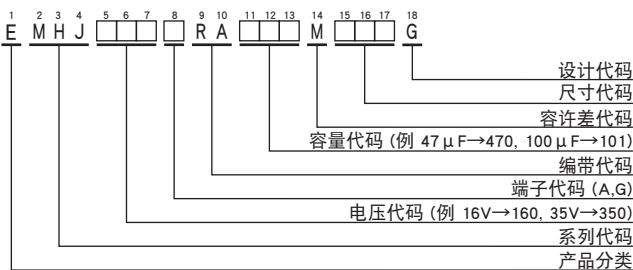 1 2 3 4 5 6 7 8 9 10 11 12 13 14 15 16 17 18
E M H J □□□ □ R A □□□ M □□□ G
设计代码
尺寸代码
容许差代码
容量代码 (例 47μF→470, 100μF→101)
编带代码
端子代码 (A,G)
电压代码 (例 16V→160, 35V→350)
系列代码
产品分类